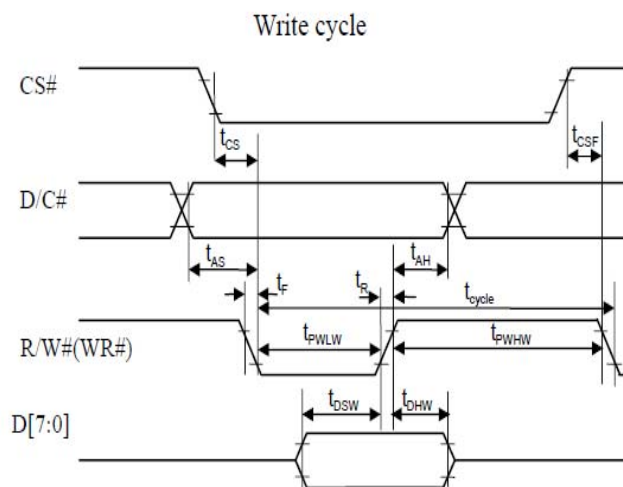 Write cycle
CS#
tCS
tCSF
D/C#
tAS
tF
tR
tAH
tcycle
R/W#(WR#)
tPWLW
tPWHW
tDSW
tDHW
D[7:0]